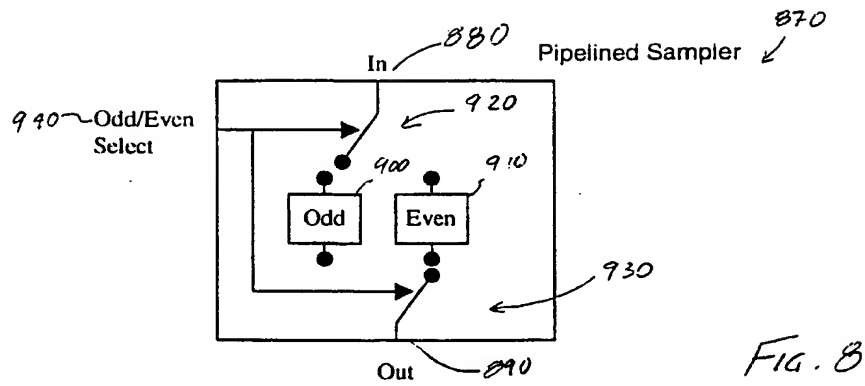 880
870
Pipelined Sampler
In
920
940 Odd/Even
Select
900
910
Odd
Even
930
890
Out
FIG. 8